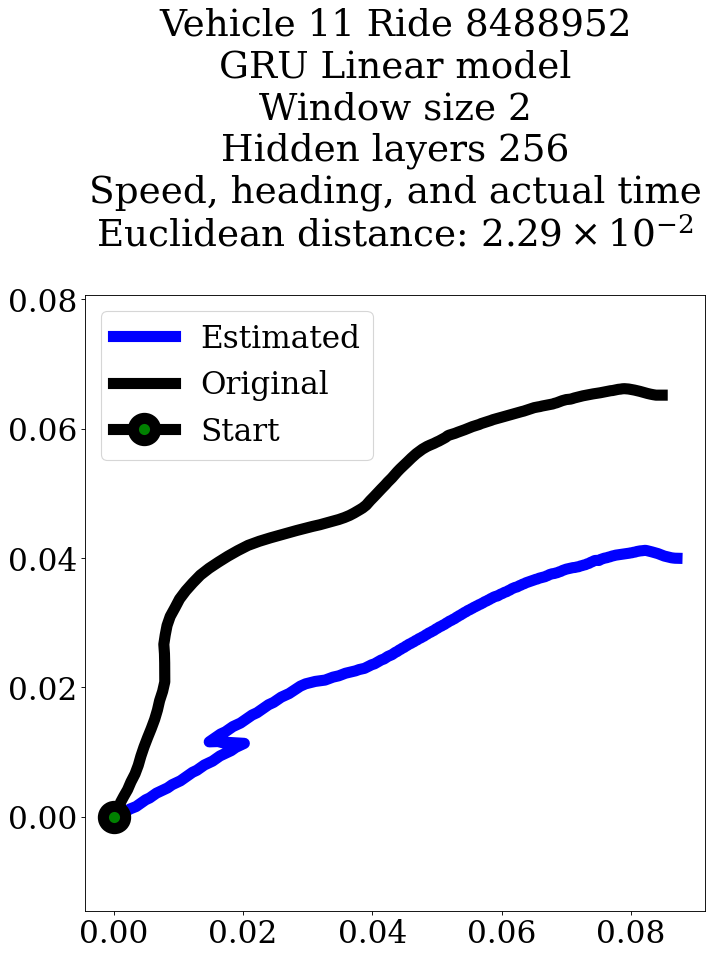 Vehicle 11 Ride 8488952
GRU Linear model
Window size 2
Hidden layers 256
Speed, heading, and actual time
Euclidean distance: 2.29 × 10⁻²
Estimated
Original
Start
0.08
0.06
0.04
0.02
0.00
0.00 0.02 0.04 0.06 0.08